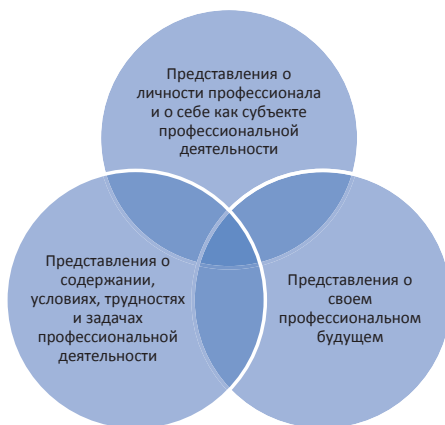 Представления о
личности профессионала
и о себе как субъекте
профессиональной
деятельности
Представления о
содержании,
условиях, трудностях
и задачах
профессиональной
деятельности
Представления о
своем
профессиональном
будущем